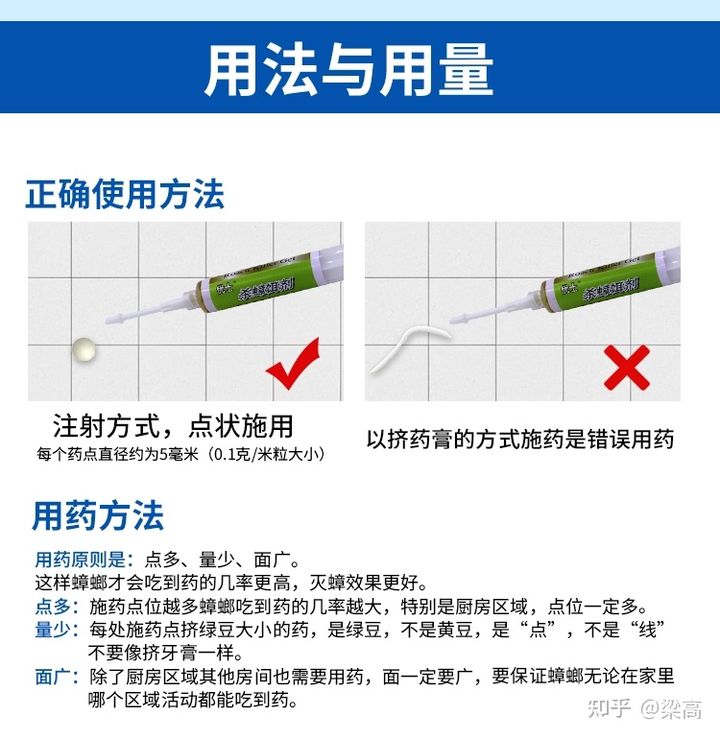 用法与用量
正确使用方法
Roach Killer Gel
杀蟑饵剂
Roach Killer Gel
杀蟑饵剂
注射方式，点状施用
每个药点直径约为5毫米（0.1克/米粒大小）
以挤药膏的方式施药是错误用药
用药方法
用药原则是：点多、量少、面广。
这样蟑螂才会吃到药的几率更高，灭蟑效果更好。
点多：施药点位越多蟑螂吃到药的几率越大，特别是厨房区域，点位一定多。
量少：每处施药点挤绿豆大小的药，是绿豆，不是黄豆，是“点”，不是“线”
不要像挤牙膏一样。
面广：除了厨房区域其他房间也需要用药，面一定要广，要保证蟑螂无论在家里
哪个区域活动都能吃到药。
知乎 @梁高